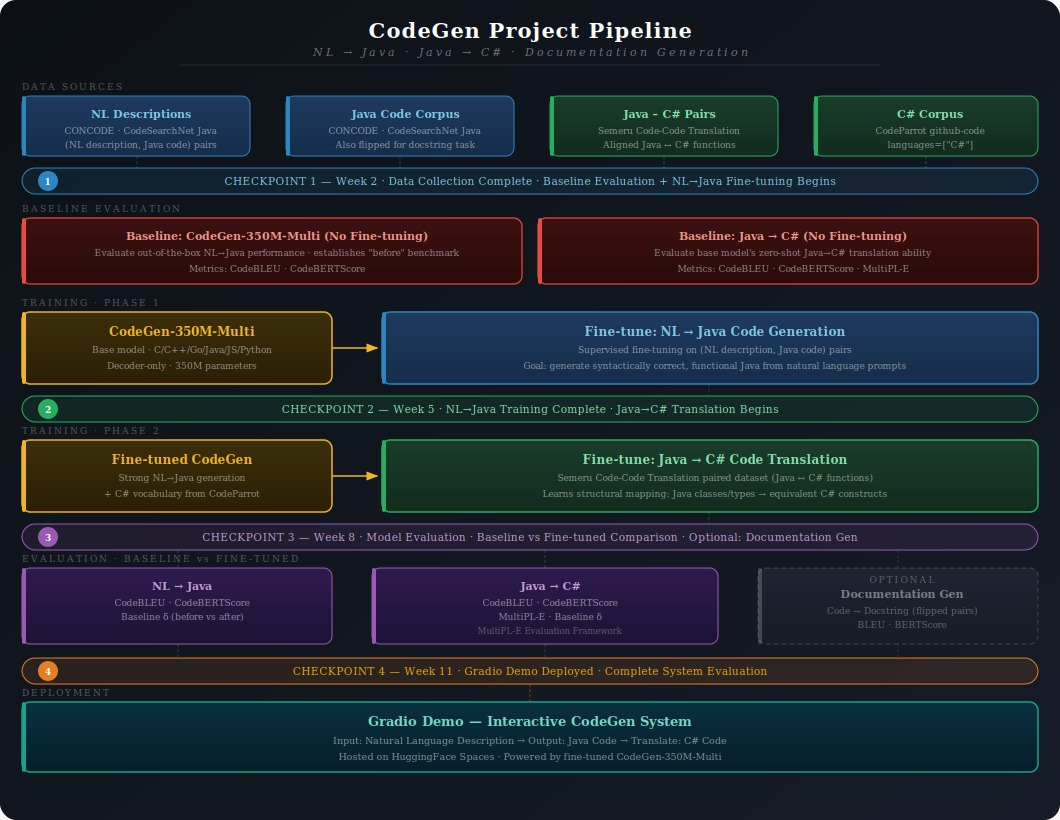 CodeGen Project Pipeline
NL → Java · Java → C# · Documentation Generation
DATA SOURCES
NL Descriptions
CONCODE · CodeSearchNet Java
(NL description, Java code) pairs
Java Code Corpus
CONCODE · CodeSearchNet Java
Also flipped for docstring task
Java – C# Pairs
Semeru Code-Code Translation
Aligned Java ↔ C# functions
C# Corpus
CodeParrot github-code
languages=["C#"]
1
CHECKPOINT 1 — Week 2 · Data Collection Complete · Baseline Evaluation + NL→Java Fine-tuning Begins
BASELINE EVALUATION
Baseline: CodeGen-350M-Multi (No Fine-tuning)
Evaluate out-of-the-box NL→Java performance · establishes "before" benchmark
Metrics: CodeBLEU · CodeBERTScore
Baseline: Java → C# (No Fine-tuning)
Evaluate base model's zero-shot Java→C# translation ability
Metrics: CodeBLEU · CodeBERTScore · MultiPL-E
TRAINING · PHASE 1
CodeGen-350M-Multi
Base model · C/C++/Go/Java/JS/Python
Decoder-only · 350M parameters
Fine-tune: NL → Java Code Generation
Supervised fine-tuning on (NL description, Java code) pairs
Goal: generate syntactically correct, functional Java from natural language prompts
2
CHECKPOINT 2 — Week 5 · NL→Java Training Complete · Java→C# Translation Begins
TRAINING · PHASE 2
Fine-tuned CodeGen
Strong NL→Java generation
+ C# vocabulary from CodeParrot
Fine-tune: Java → C# Code Translation
Semeru Code-Code Translation paired dataset (Java ↔ C# functions)
Learns structural mapping: Java classes/types → equivalent C# constructs
3
CHECKPOINT 3 — Week 8 · Model Evaluation · Baseline vs Fine-tuned Comparison · Optional: Documentation Gen
EVALUATION · BASELINE vs FINE-TUNED
NL → Java
CodeBLEU · CodeBERTScore
Baseline δ (before vs after)
Java → C#
CodeBLEU · CodeBERTScore
MultiPL-E · Baseline δ
MultiPL-E Evaluation Framework
OPTIONAL
Documentation Gen
Code → Docstring (flipped pairs)
BLEU · BERTScore
4
CHECKPOINT 4 — Week 11 · Gradio Demo Deployed · Complete System Evaluation
DEPLOYMENT
Gradio Demo — Interactive CodeGen System
Input: Natural Language Description → Output: Java Code → Translate: C# Code
Hosted on HuggingFace Spaces · Powered by fine-tuned CodeGen-350M-Multi